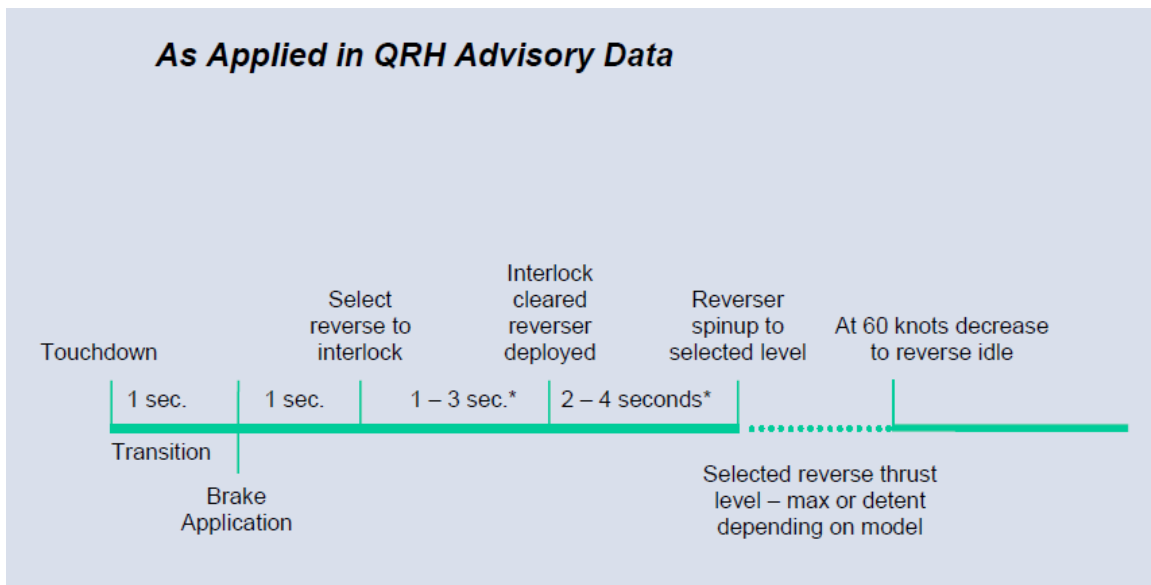 As Applied in QRH Advisory Data
Touchdown
Select
reverse to
interlock
Interlock
cleared
reverser
deployed
Reverser
spinup to
selected level
At 60 knots decrease
to reverse idle
1 sec.
1 sec.
1 – 3 sec.*
2 – 4 seconds*
Transition
Brake
Application
Selected reverse thrust
level – max or detent
depending on model